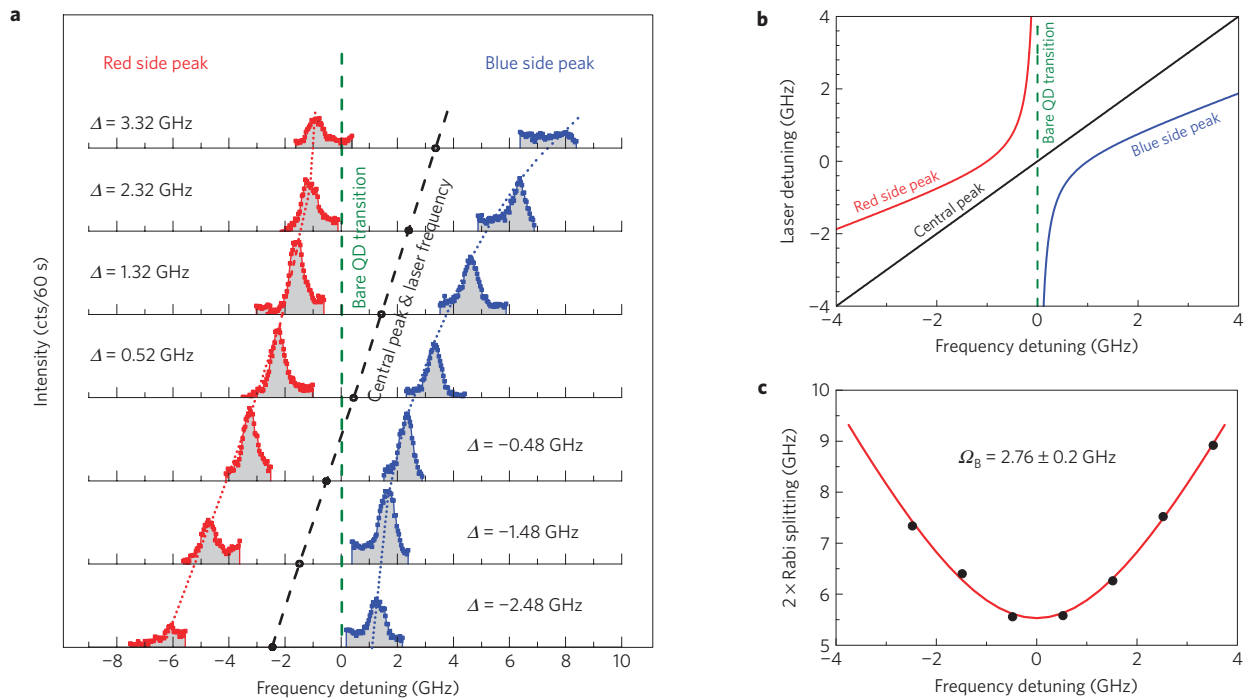 a
Red side peak
Blue side peak
Δ = 3.32 GHz
Δ = 2.32 GHz
Δ = 1.32 GHz
Δ = 0.52 GHz
Δ = −0.48 GHz
Δ = −1.48 GHz
Δ = −2.48 GHz
Bare QD transition
Central peak & laser frequency
Intensity (cts/60 s)
−8 −6 −4 −2 0 2 4 6 8 10
Frequency detuning (GHz)
b
4
2
0
−2
−4
Laser detuning (GHz)
Bare QD transition
Red side peak
Central peak
Blue side peak
−4 −2 0 2 4
Frequency detuning (GHz)
c
10
9
8
7
6
5
2 × Rabi splitting (GHz)
Ω_B = 2.76 ± 0.2 GHz
−4 −2 0 2 4
Frequency detuning (GHz)